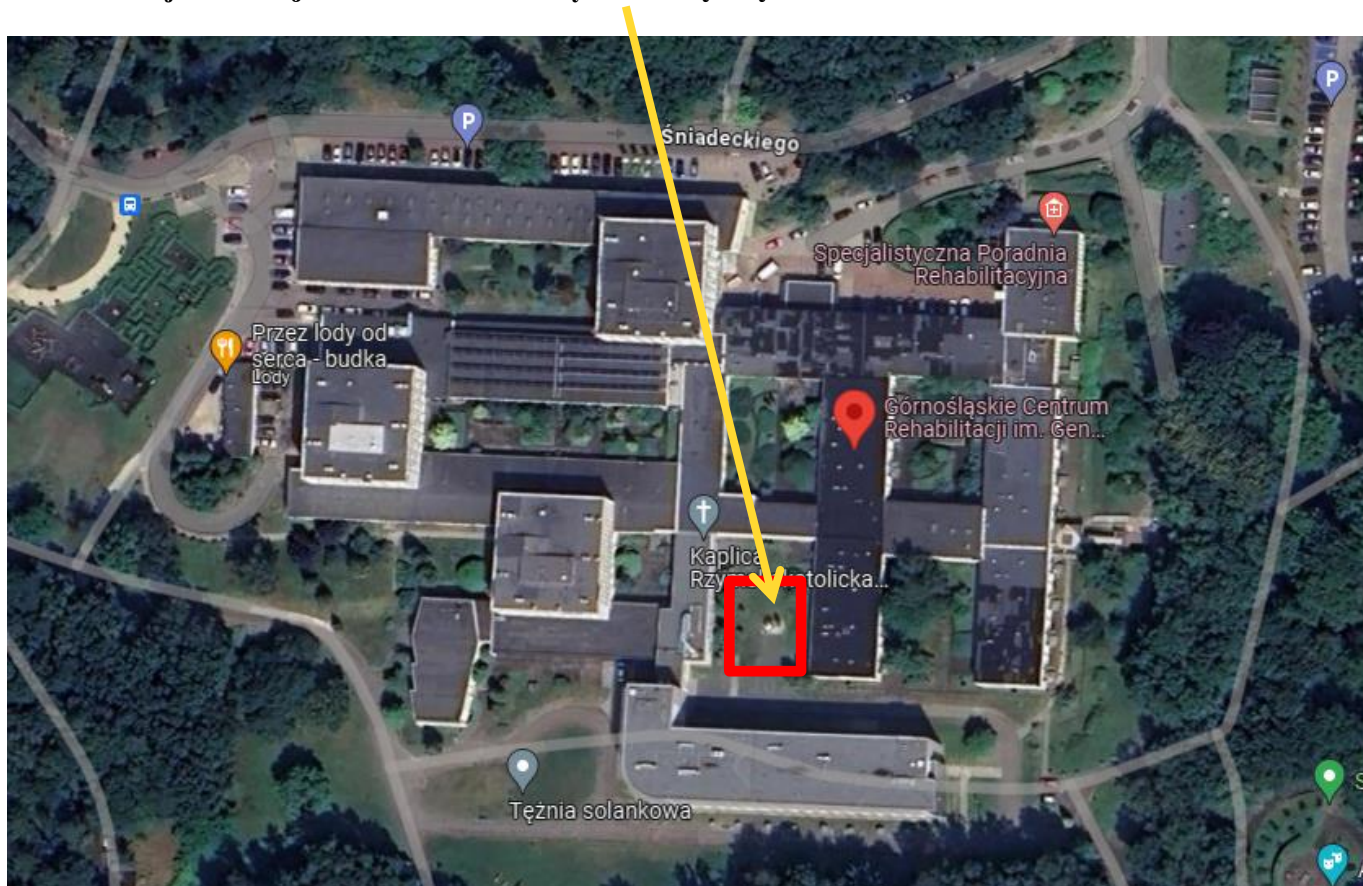 P
P
Śniadeckiego
Specjalistyczna Poradnia
Rehabilitacyjna
Przez lody od
serca - budka
Lody
Górnośląskie Centrum
Rehabilitacji im. Gen...
Kaplica
Tężnia solankowa
S